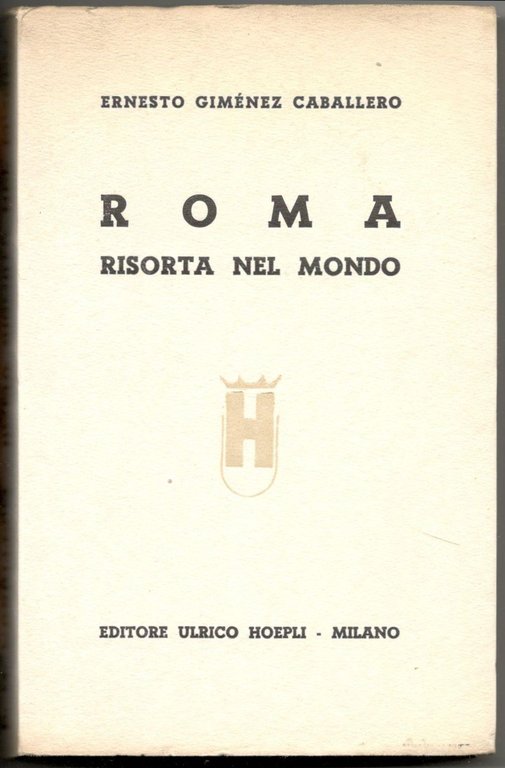 ERNESTO GIMÉNEZ CABALLERO
ROMA
RISORTA NEL MONDO
H
EDITORE ULRICO HOEPLI - MILANO